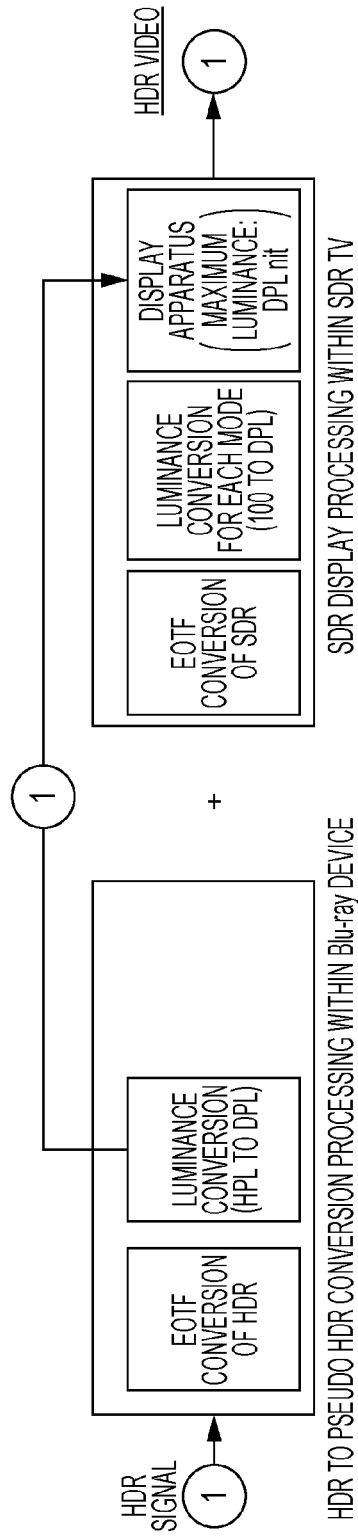 HDR
SIGNAL
1
EOTF
CONVERSION
OF HDR
LUMINANCE
CONVERSION
(HPL TO DPL)
HDR TO PSEUDO HDR CONVERSION PROCESSING WITHIN Blu-ray DEVICE
1
+
EOTF
CONVERSION
OF SDR
LUMINANCE
CONVERSION
FOR EACH MODE
(100 TO DPL)
DISPLAY
APPARATUS
(MAXIMUM
LUMINANCE:
DPL nit)
SDR DISPLAY PROCESSING WITHIN SDR TV
HDR VIDEO
1